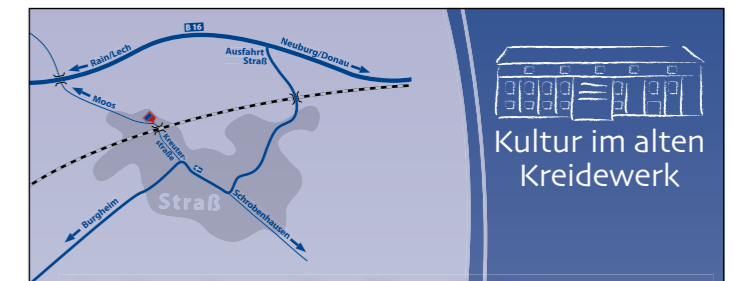 B 16
Rain/Lech
Ausfahrt
Straß
Neuburg/Donau
Moos
Kreuter-
straße
Straß
Burgheim
Schrobenhausen
Kultur im alten
Kreidewerk